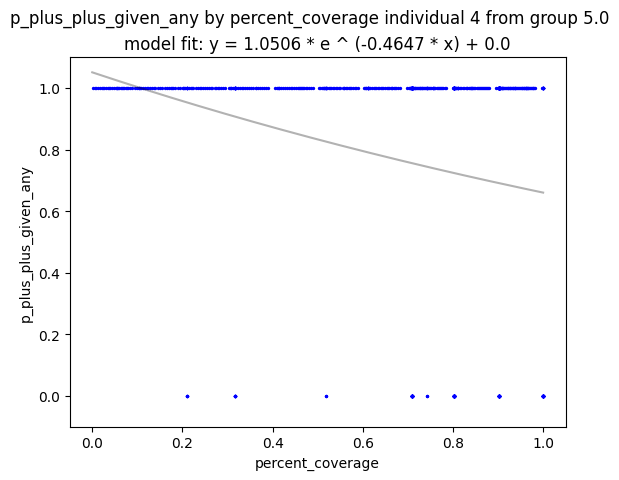 p_plus_plus_given_any by percent_coverage individual 4 from group 5.0
model fit: y = 1.0506 * e ^ (-0.4647 * x) + 0.0
p_plus_plus_given_any
1.0
0.8
0.6
0.4
0.2
0.0
0.0 0.2 0.4 0.6 0.8 1.0
percent_coverage